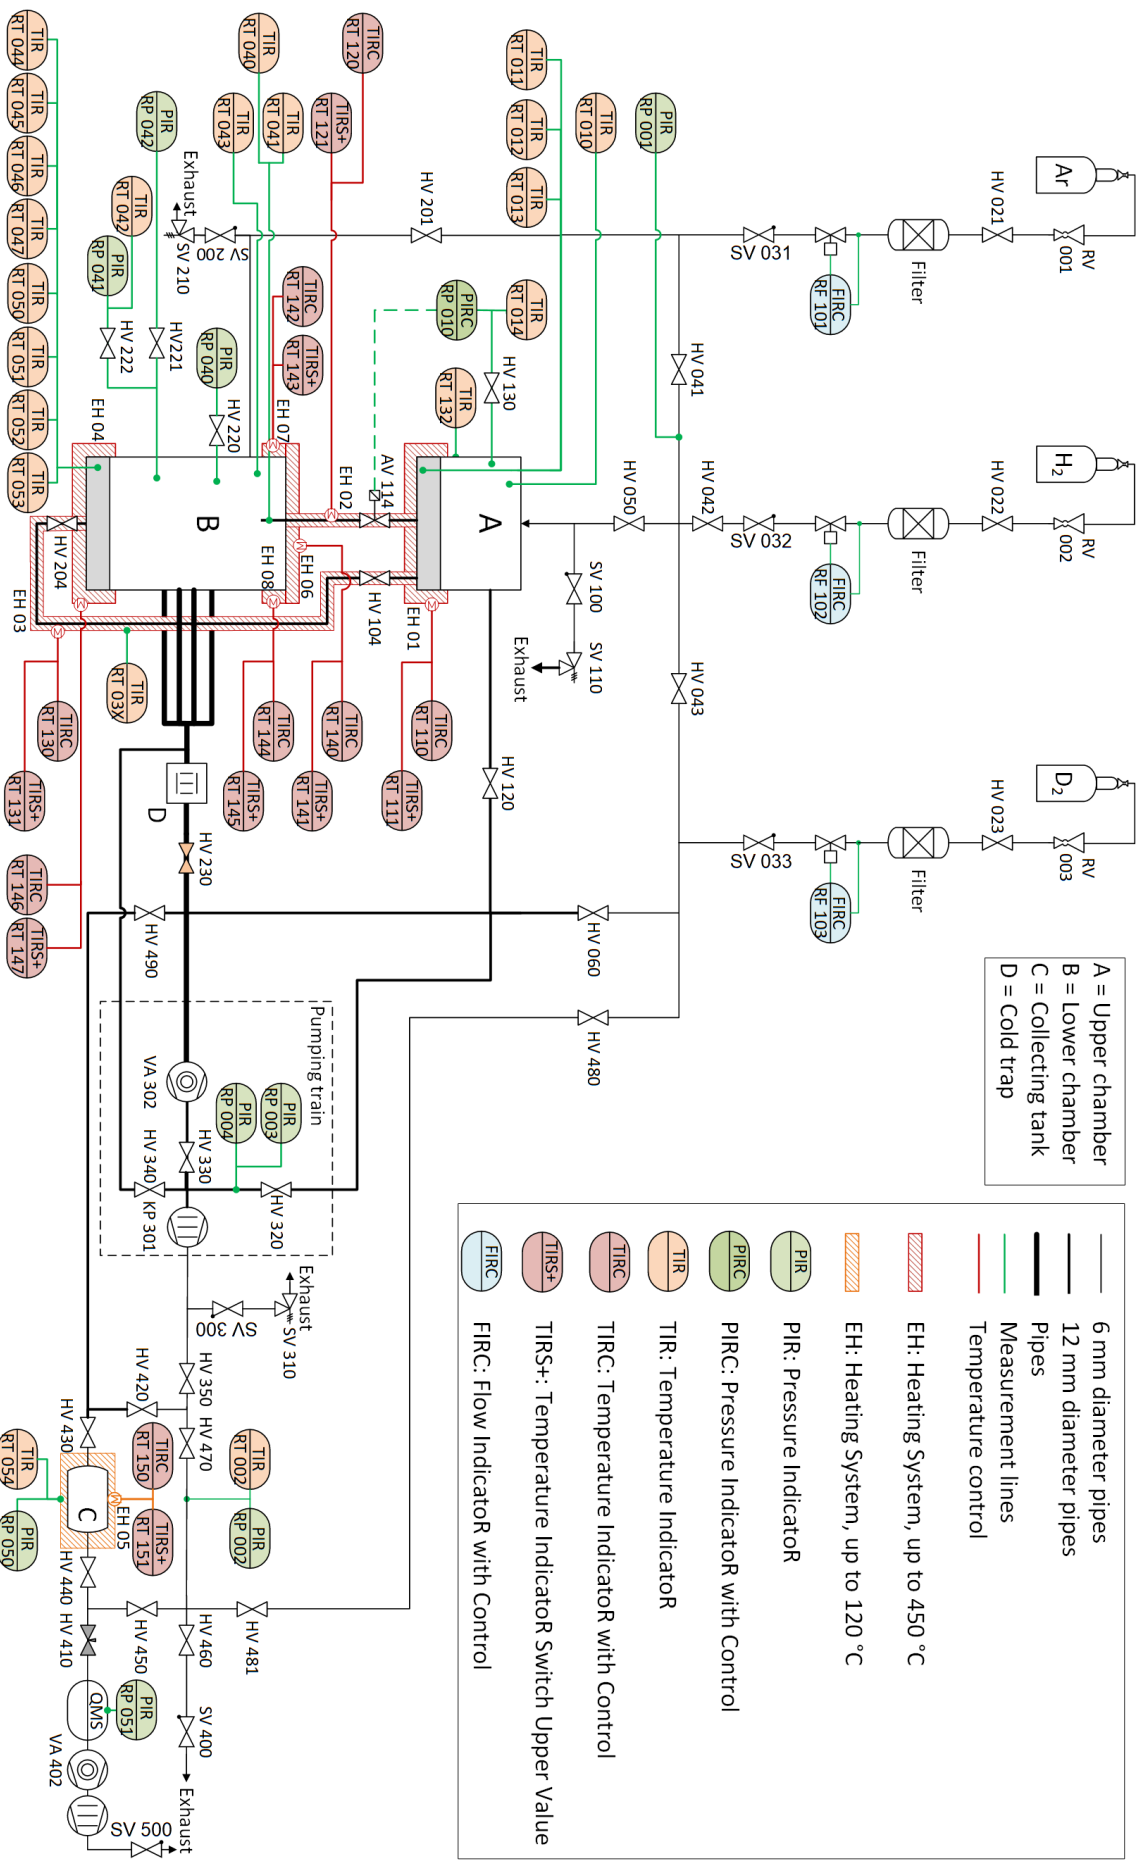 Ar
H₂
D₂
RV
001
RV
002
RV
003
HV 021
HV 022
HV 023
Filter
Filter
Filter
FIRC
RF 101
FIRC
RF 102
FIRC
RF 103
SV 031
SV 032
SV 033
A = Upper chamber
B = Lower chamber
C = Collecting tank
D = Cold trap
6 mm diameter pipes
12 mm diameter pipes
Pipes
Measurement lines
Temperature control
EH: Heating System, up to 450 °C
EH: Heating System, up to 120 °C
PIR
PIR: Pressure IndicatoR
PIRC
PIRC: Pressure IndicatoR with Control
TIR
TIR: Temperature IndicatoR
TIRC
TIRC: Temperature IndicatoR with Control
TIRS+
TIRS+: Temperature IndicatoR Switch Upper Value
FIRC
FIRC: Flow IndicatoR with Control
PIR
RP 001
HV 041
HV 042
HV 043
HV 050
HV 060
HV 480
TIR
RT 010
TIR
RT 011
TIR
RT 012
TIR
RT 013
SV 100
SV 110
Exhaust
TIR
RT 014
PIRC
RP 010
HV 130
TIR
RT 132
A
HV 120
HV 201
AV 114
HV 104
EH 01
EH 02
TIRC
RT 110
TIRS+
RT 111
TIRC
RT 120
TIRS+
RT 121
TIRC
RT 142
TIRS+
RT 143
EH 07
EH 06
EH 08
TIRC
RT 140
TIRS+
RT 141
TIRC
RT 144
TIRS+
RT 145
TIR
RT 040
TIR
RT 041
TIR
RT 043
SV 200
SV 210
Exhaust
PIR
RP 040
HV 220
PIR
RP 042
HV221
TIR
RT 042
PIR
RP 041
HV 222
B
EH 04
HV 204
EH 03
TIR
RT 03X
TIRC
RT 130
TIRS+
RT 131
TIRC
RT 146
TIRS+
RT 147
TIR
RT 044
TIR
RT 045
TIR
RT 046
TIR
RT 047
TIR
RT 050
TIR
RT 051
TIR
RT 052
TIR
RT 053
D
HV 230
HV 490
Pumping train
PIR
RP 003
PIR
RP 004
HV 320
VA 302
HV 330
HV 340
KP 301
Exhaust
SV 310
SV 300
HV 350
HV 470
HV 420
HV 430
TIR
RT 002
PIR
RP 002
TIRC
RT 150
TIRS+
RT 151
EH 05
C
TIR
RT 054
PIR
RP 050
HV 440
HV 450
HV 481
HV 460
HV 410
SV 400
Exhaust
PIR
RP 051
QMS
VA 402
SV 500